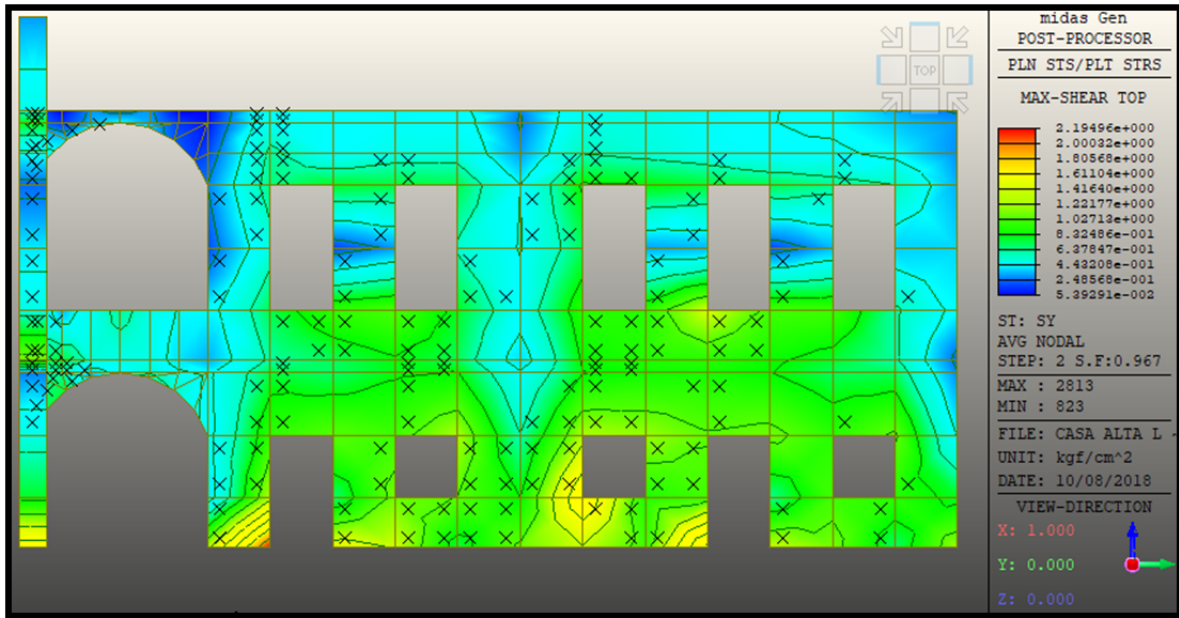 midas Gen
POST-PROCESSOR
PLN STS/PLT STRS
MAX-SHEAR TOP
2.19496e+000
2.00032e+000
1.80568e+000
1.61104e+000
1.41640e+000
1.22177e+000
1.02713e+000
8.32486e-001
6.37847e-001
4.43208e-001
2.48568e-001
5.39291e-002
ST: SY
AVG NODAL
STEP: 2 S.F:0.967
MAX : 2813
MIN : 823
FILE: CASA ALTA L ~
UNIT: kgf/cm^2
DATE: 10/08/2018
VIEW-DIRECTION
X: 1.000
Y: 0.000
Z: 0.000
TOP